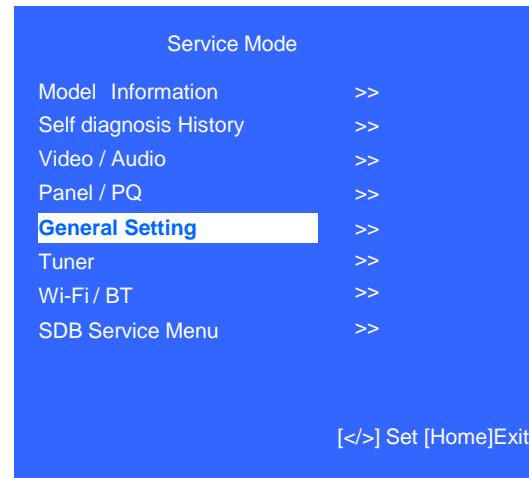 Service Mode
Model Information >>
Self diagnosis History >>
Video / Audio >>
Panel / PQ >>
General Setting >>
Tuner >>
Wi-Fi / BT >>
SDB Service Menu >>
[</>] Set [Home]Exit